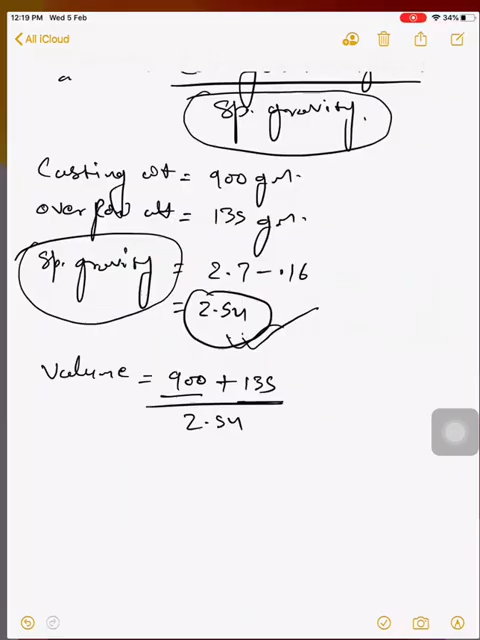 12:19 PM Wed 5 Feb
34%
All iCloud
Sp. gravity.
Casting wt = 900 gm.
overflow wt = 135 gm.
Sp. gravity = 2.7 - .16
= 2.54
Volume = 900 + 135
2.54